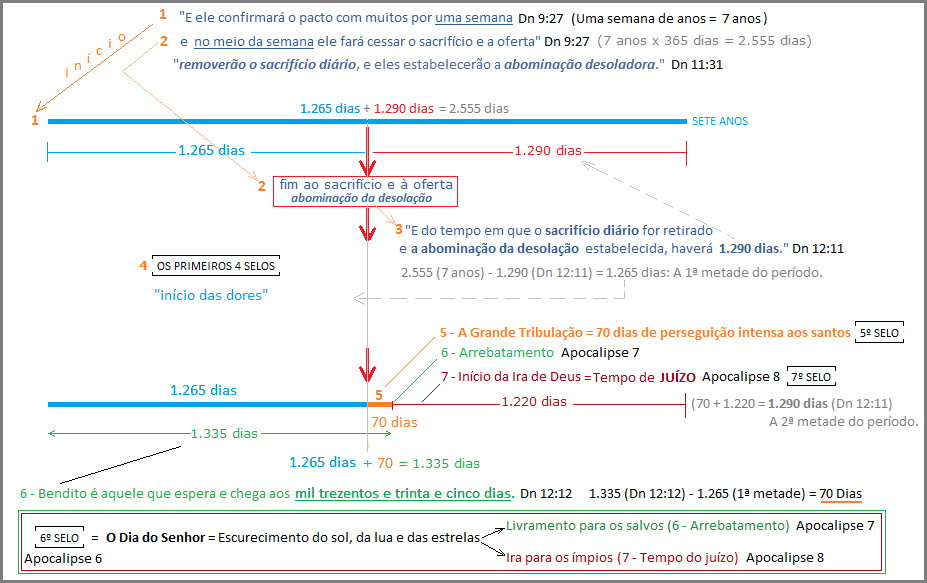 1 "E ele confirmará o pacto com muitos por uma semana Dn 9:27 (Uma semana de anos = 7 anos)
2 e no meio da semana ele fará cessar o sacrifício e a oferta" Dn 9:27 (7 anos x 365 dias = 2.555 dias)
"removerão o sacrifício diário, e eles estabelecerão a abominação desoladora." Dn 11:31
início
1.265 dias + 1.290 dias = 2.555 dias
1
SETE ANOS
1.265 dias
1.290 dias
2 fim ao sacrifício e à oferta
abominação da desolação
3 "E do tempo em que o sacrifício diário for retirado
e a abominação da desolação estabelecida, haverá 1.290 dias." Dn 12:11
2.555 (7 anos) - 1.290 (Dn 12:11) = 1.265 dias: A 1ª metade do período.
4 OS PRIMEIROS 4 SELOS
"início das dores"
5 - A Grande Tribulação = 70 dias de perseguição intensa aos santos 5º SELO
6 - Arrebatamento Apocalipse 7
7 - Início da Ira de Deus = Tempo de JUÍZO Apocalipse 8 7º SELO
1.265 dias
5
1.220 dias
(70 + 1.220 = 1.290 dias (Dn 12:11)
A 2ª metade do período.
70 dias
1.335 dias
1.265 dias + 70 = 1.335 dias
6 - Bendito é aquele que espera e chega aos mil trezentos e trinta e cinco dias. Dn 12:12 1.335 (Dn 12:12) - 1.265 (1ª metade) = 70 Dias
Livramento para os salvos (6 - Arrebatamento) Apocalipse 7
6º SELO = O Dia do Senhor = Escurecimento do sol, da lua e das estrelas
Apocalipse 6
Ira para os ímpios (7 - Tempo do juízo) Apocalipse 8